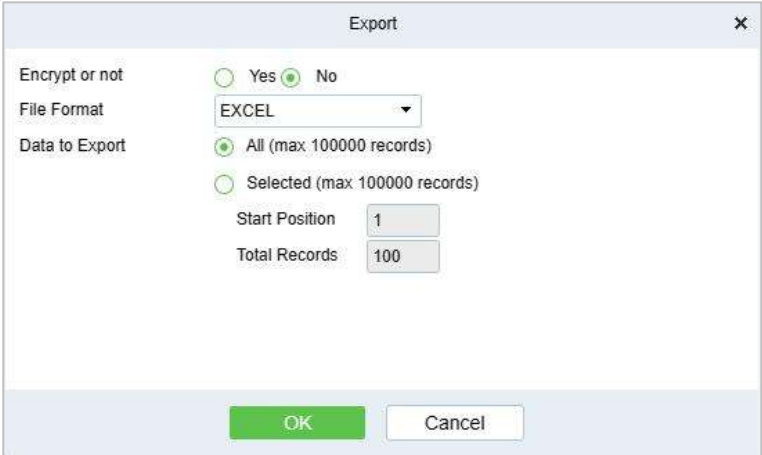 Export
Encrypt or not Yes No
File Format EXCEL
Data to Export All (max 100000 records)
Selected (max 100000 records)
Start Position 1
Total Records 100
OK Cancel